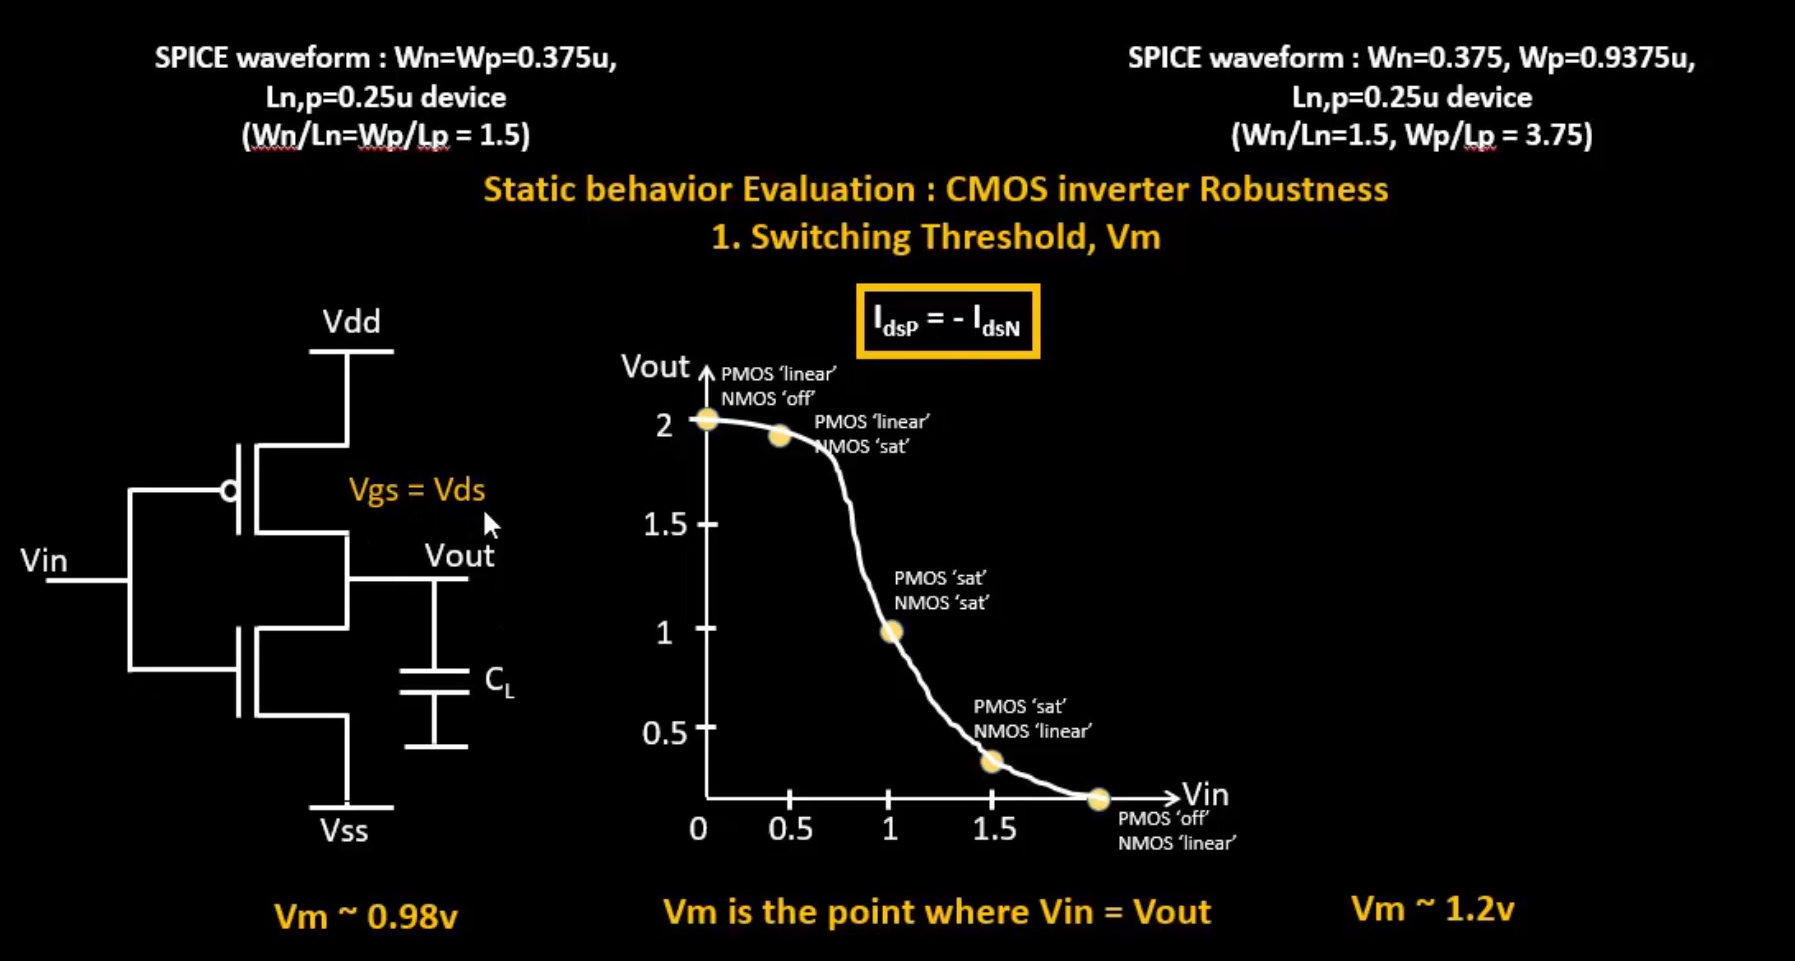 SPICE waveform : Wn=Wp=0.375u,
Ln,p=0.25u device
(Wn/Ln=Wp/Lp = 1.5)
SPICE waveform : Wn=0.375, Wp=0.9375u,
Ln,p=0.25u device
(Wn/Ln=1.5, Wp/Lp = 3.75)
Static behavior Evaluation : CMOS inverter Robustness
1. Switching Threshold, Vm
IdsP = - IdsN
Vdd
Vgs = Vds
Vin
Vout
CL
Vss
Vout
PMOS 'linear'
NMOS 'off'
2
PMOS 'linear'
NMOS 'sat'
1.5
PMOS 'sat'
NMOS 'sat'
1
PMOS 'sat'
NMOS 'linear'
0.5
Vin
0
0.5
1
1.5
PMOS 'off'
NMOS 'linear'
Vm ~ 0.98v
Vm is the point where Vin = Vout
Vm ~ 1.2v